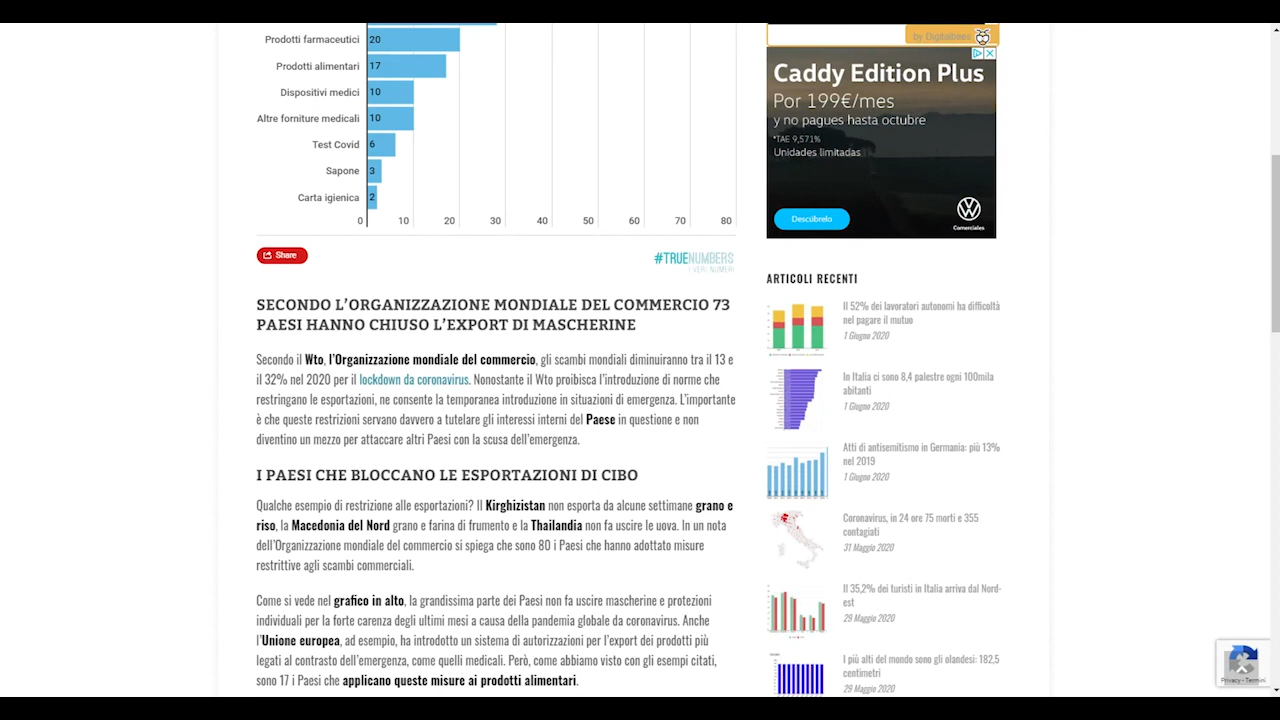 Prodotti farmaceutici 20
Prodotti alimentari 17
Dispositivi medici 10
Altre forniture medicali 10
Test Covid 6
Sapone 3
Carta igienica 2
0 10 20 30 40 50 60 70 80
Share
#TRUENUMBERS
I VERI NUMERI
SECONDO L’ORGANIZZAZIONE MONDIALE DEL COMMERCIO 73
PAESI HANNO CHIUSO L’EXPORT DI MASCHERINE
Secondo il Wto, l’Organizzazione mondiale del commercio, gli scambi mondiali diminuiranno tra il 13 e
il 32% nel 2020 per il lockdown da coronavirus. Nonostante il Wto proibisca l’introduzione di norme che
restringano le esportazioni, ne consente la temporanea introduzione in situazioni di emergenza. L’importante
è che queste restrizioni servano davvero a tutelare gli interessi interni del Paese in questione e non
diventino un mezzo per attaccare altri Paesi con la scusa dell’emergenza.
I PAESI CHE BLOCCANO LE ESPORTAZIONI DI CIBO
Qualche esempio di restrizione alle esportazioni? Il Kirghizistan non esporta da alcune settimane grano e
riso, la Macedonia del Nord grano e farina di frumento e la Thailandia non fa uscire le uova. In un nota
dell’Organizzazione mondiale del commercio si spiega che sono 80 i Paesi che hanno adottato misure
restrittive agli scambi commerciali.
Come si vede nel grafico in alto, la grandissima parte dei Paesi non fa uscire mascherine e protezioni
individuali per la forte carenza degli ultimi mesi a causa della pandemia globale da coronavirus. Anche
l’Unione europea, ad esempio, ha introdotto un sistema di autorizzazioni per l’export dei prodotti più
legati al contrasto dell’emergenza, come quelli medicali. Però, come abbiamo visto con gli esempi citati,
sono 17 i Paesi che applicano queste misure ai prodotti alimentari.
by Digitalbees
Caddy Edition Plus
Por 199€/mes
y no pagues hasta octubre
*TAE 9,571%
Unidades limitadas
Descúbrelo
Comerciales
ARTICOLI RECENTI
Il 52% dei lavoratori autonomi ha difficoltà
nel pagare il mutuo
1 Giugno 2020
In Italia ci sono 8,4 palestre ogni 100mila
abitanti
1 Giugno 2020
Atti di antisemitismo in Germania: più 13%
nel 2019
1 Giugno 2020
Coronavirus, in 24 ore 75 morti e 355
contagiati
31 Maggio 2020
Il 35,2% dei turisti in Italia arriva dal Nord-
est
29 Maggio 2020
I più alti del mondo sono gli olandesi: 182,5
centimetri
29 Maggio 2020
Privacy - Termini